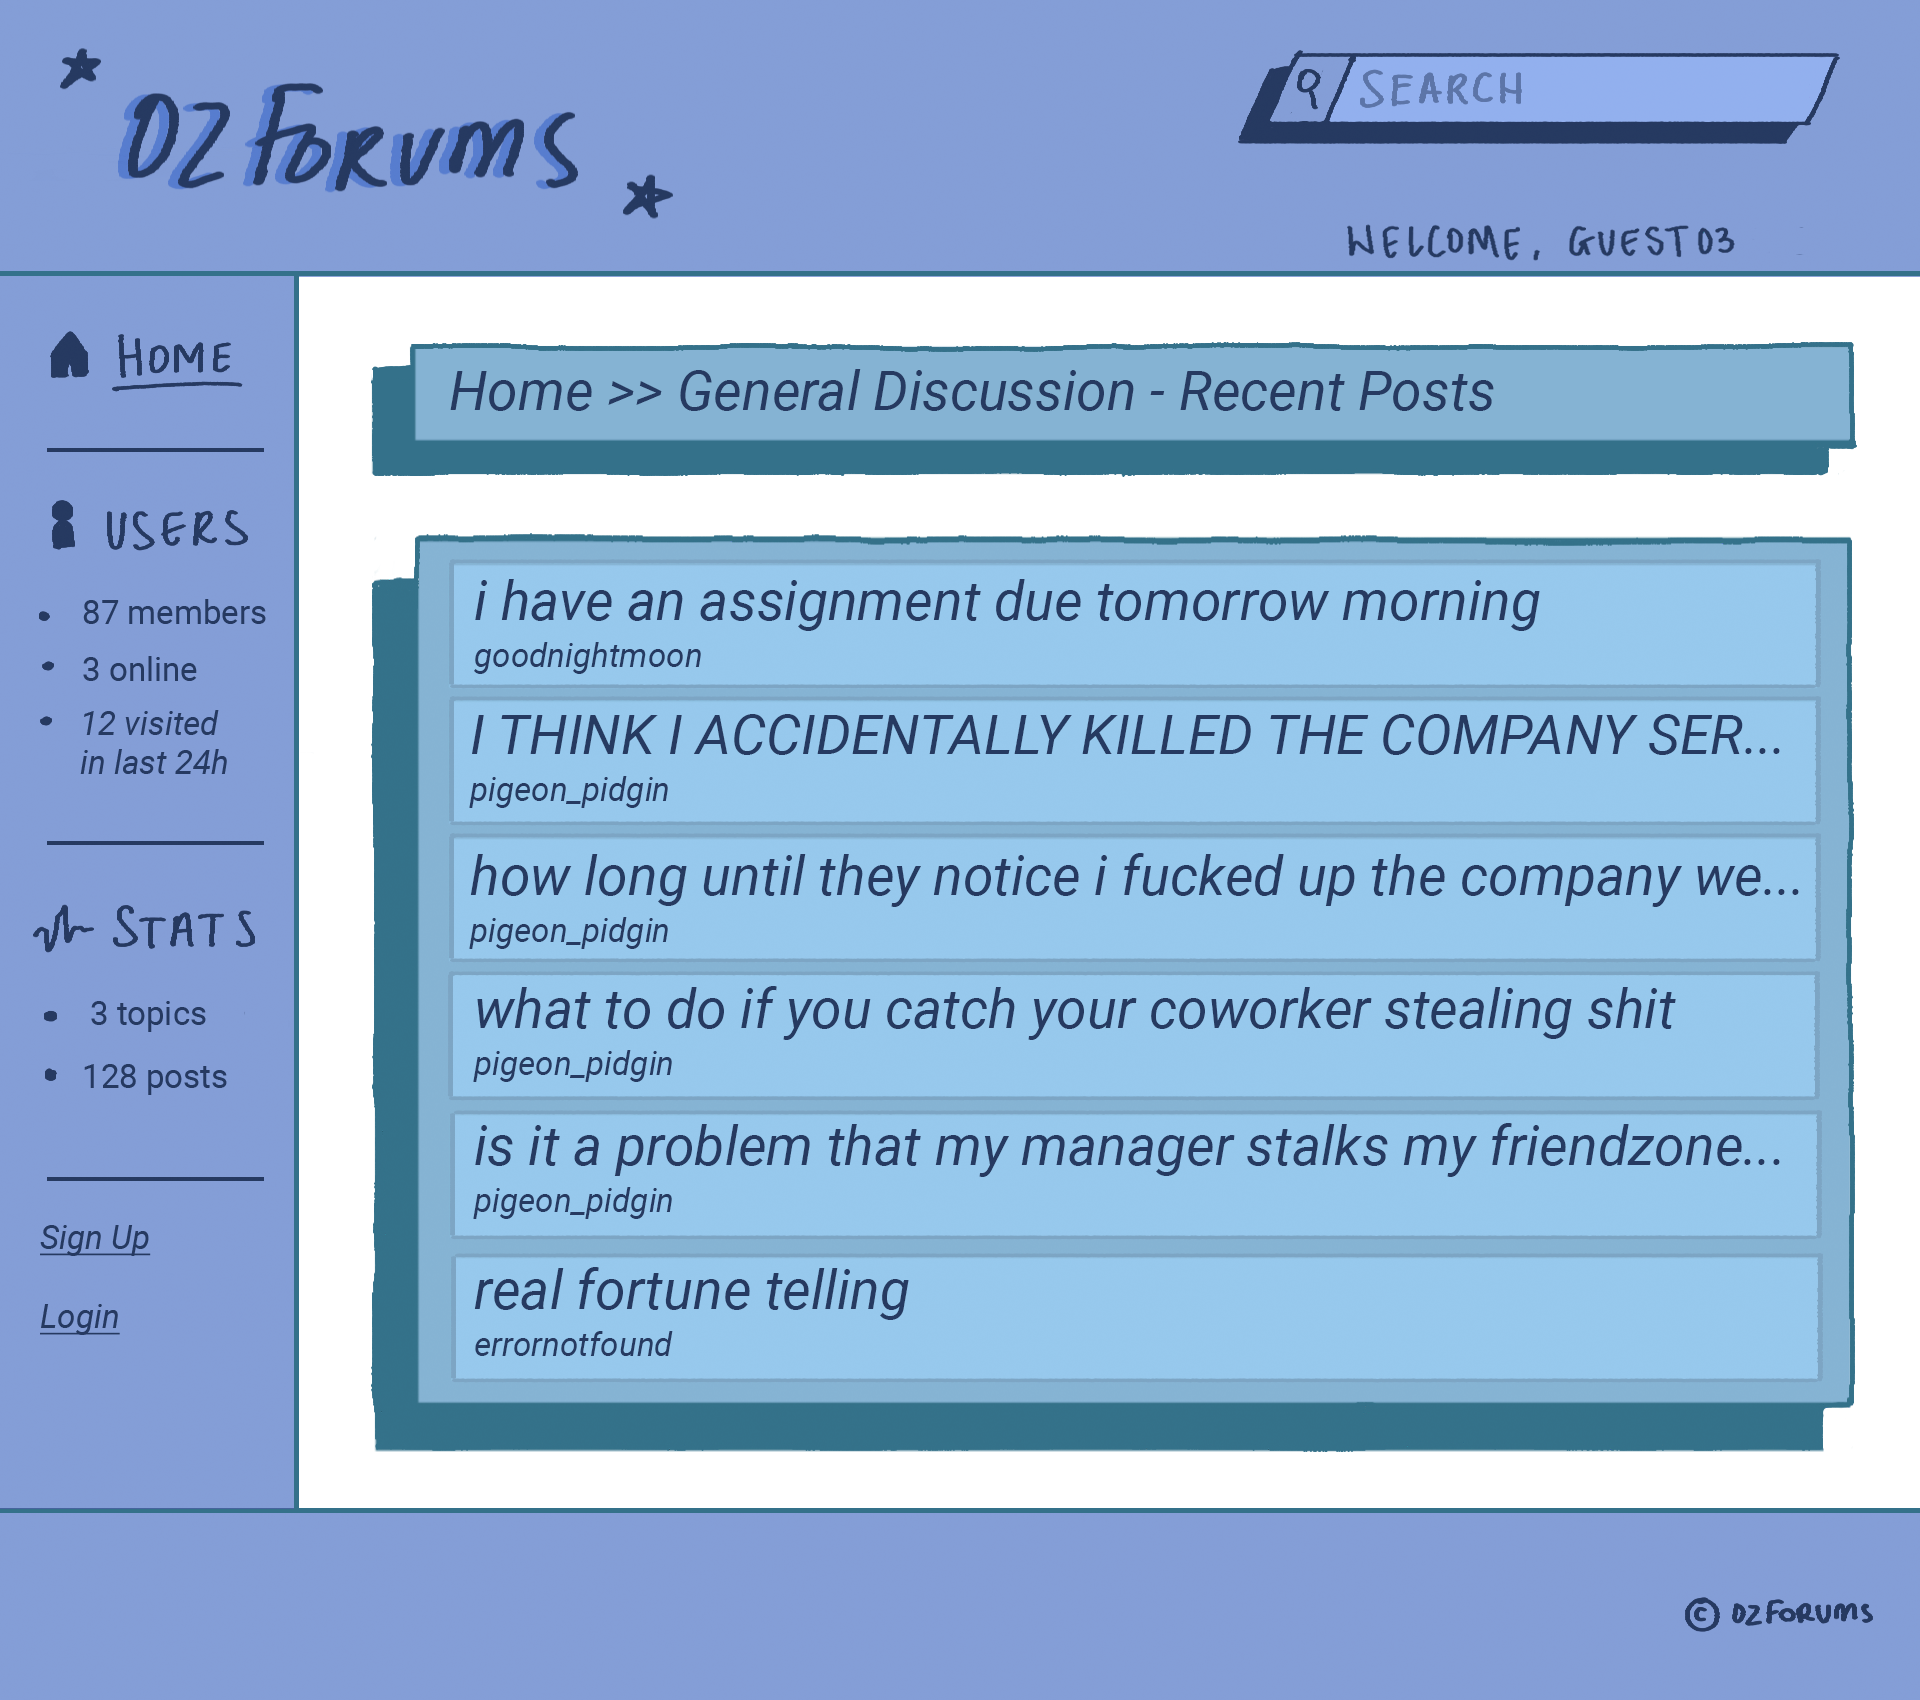 DZForums
SEARCH
WELCOME, GUEST03
HOME
USERS
87 members
3 online
12 visited
in last 24h
STATS
3 topics
128 posts
Sign Up
Login
Home >> General Discussion - Recent Posts
i have an assignment due tomorrow morning
goodnightmoon
I THINK I ACCIDENTALLY KILLED THE COMPANY SER...
pigeon_pidgin
how long until they notice i fucked up the company we...
pigeon_pidgin
what to do if you catch your coworker stealing shit
pigeon_pidgin
is it a problem that my manager stalks my friendzone...
pigeon_pidgin
real fortune telling
errornotfound
© DZFORUMS